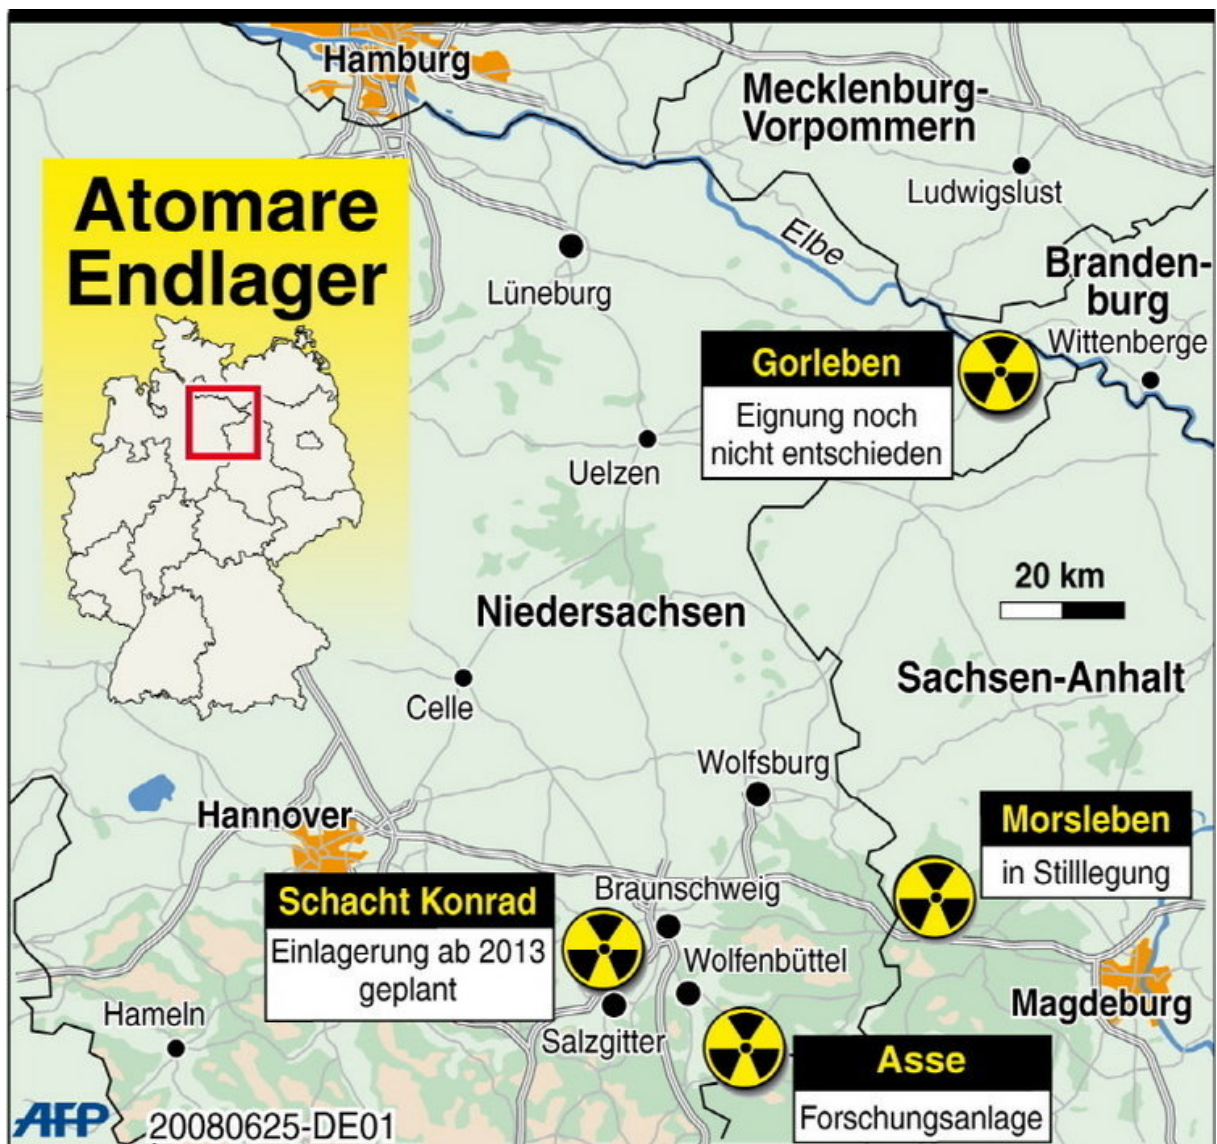 Hamburg
Mecklenburg-
Vorpommern
Ludwigslust
Atomare
Endlager
Elbe
Branden-
burg
Lüneburg
Wittenberge
Gorleben
Eignung noch
nicht entschieden
Uelzen
20 km
Niedersachsen
Sachsen-Anhalt
Celle
Wolfsburg
Hannover
Morsleben
in Stilllegung
Schacht Konrad
Einlagerung ab 2013
geplant
Braunschweig
Wolfenbüttel
Magdeburg
Hameln
Salzgitter
Asse
Forschungsanlage
AFP
20080625-DE01